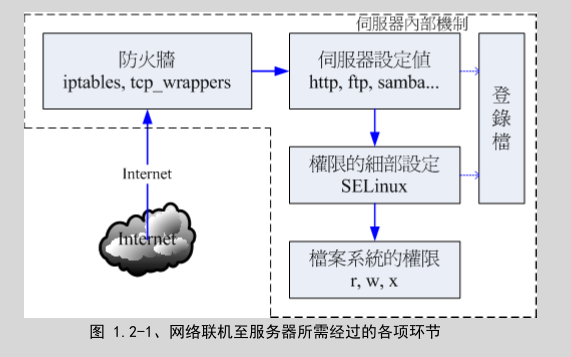 伺服器內部機制
防火牆
iptables, tcp_wrappers
伺服器設定值
http, ftp, samba...
登錄檔
Internet
權限的細部設定
SELinux
Internet
檔案系統的權限
r, w, x
图 1.2-1、网络联机至服务器所需经过的各项环节